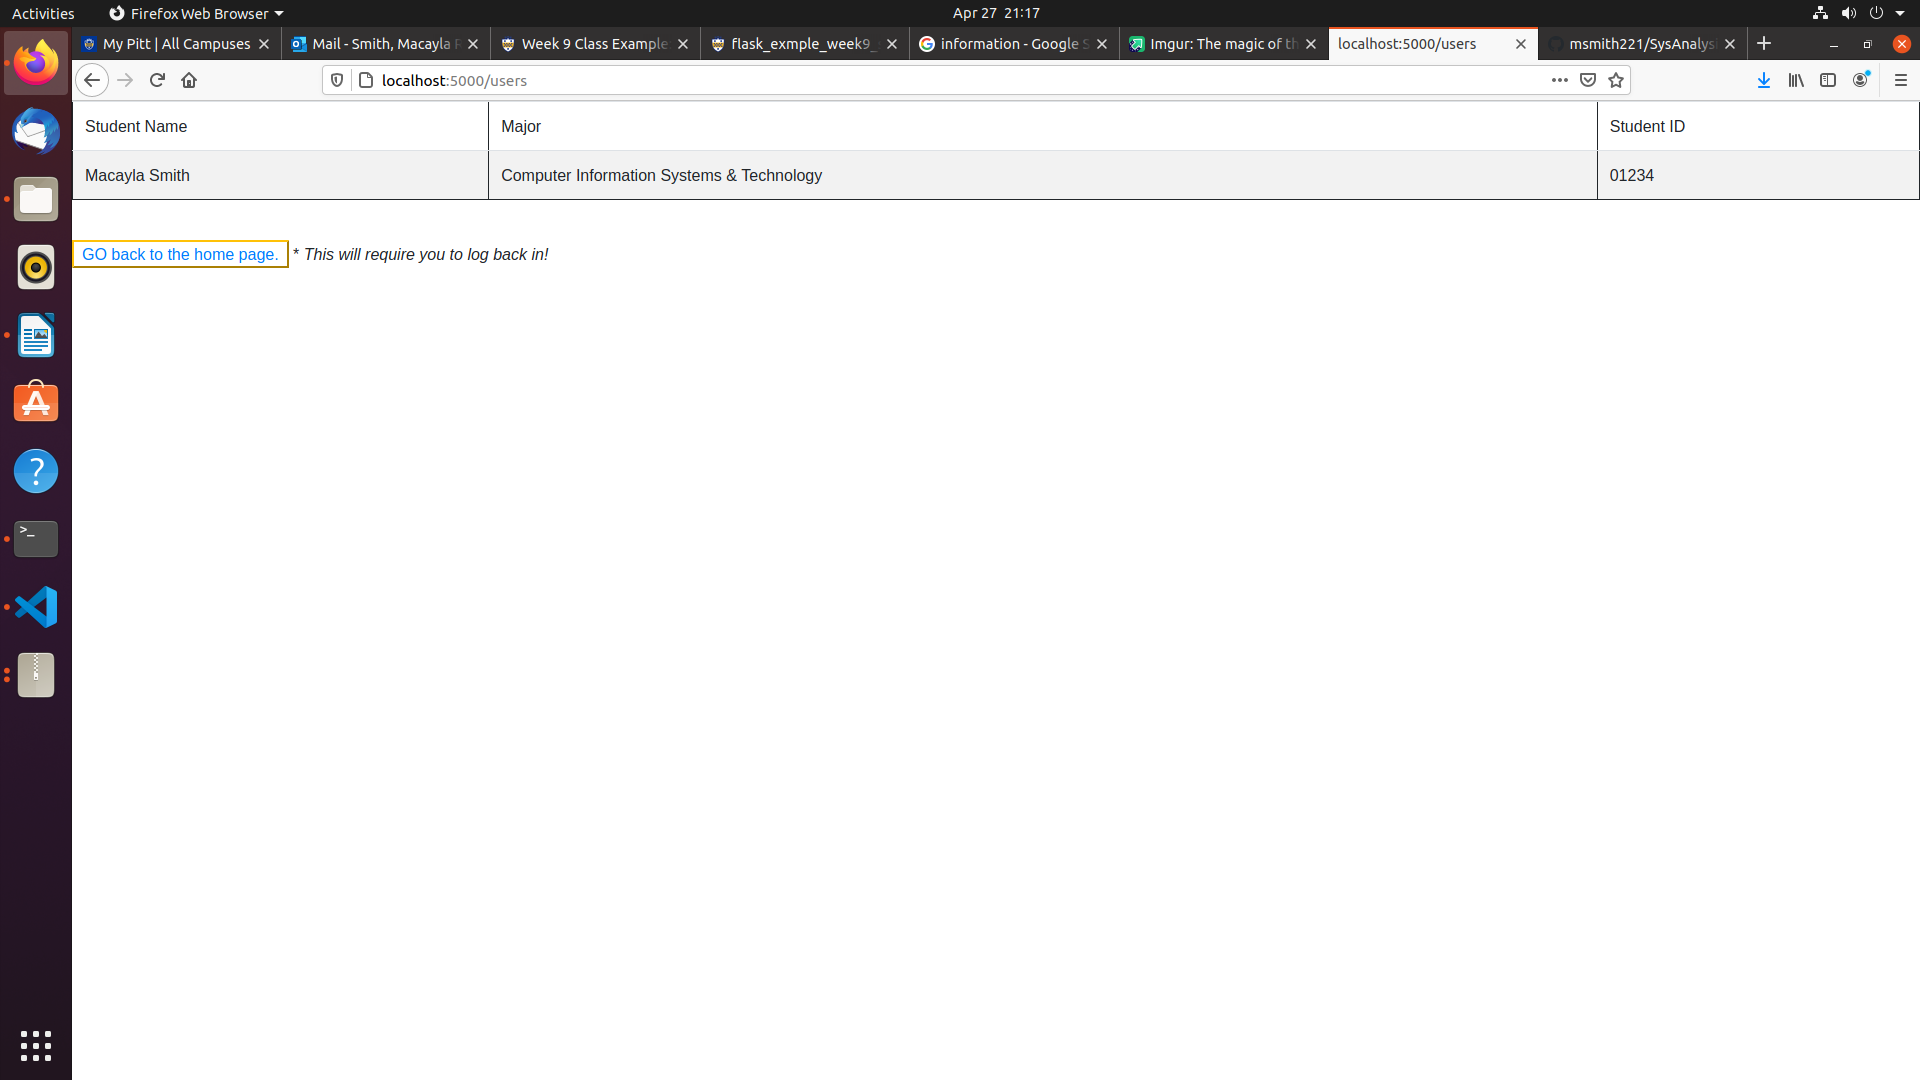 Activities
Firefox Web Browser
Apr 27 21:17
My Pitt | All Campuses
Mail - Smith, Macayla
Week 9 Class Example
flask_exmple_week9_
information - Google S
Imgur: The magic of th
localhost:5000/users
msmith221/SysAnalysi
localhost:5000/users
Student Name
Major
Student ID
Macayla Smith
Computer Information Systems & Technology
01234
GO back to the home page. * This will require you to log back in!